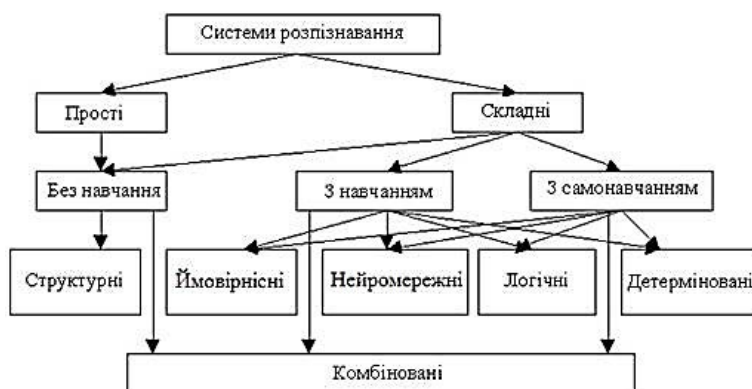 Системи розпізнавання
Прості
Складні
Без навчання
З навчанням
З самонавчанням
Структурні
Ймовірнісні
Нейромережні
Логічні
Детерміновані
Комбіновані